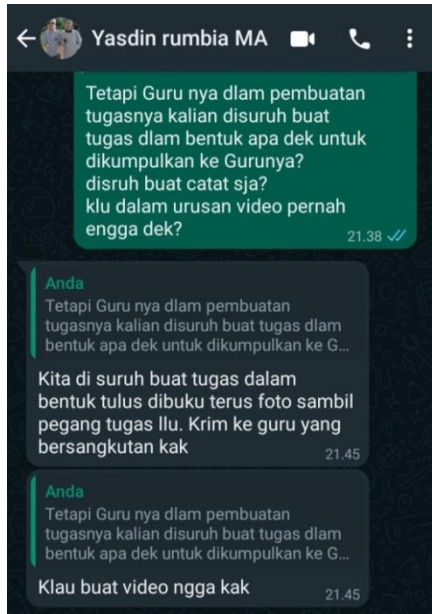 Yasdin rumbia MA
Tetapi Guru nya dlam pembuatan
tugasnya kalian disuruh buat
tugas dlam bentuk apa dek untuk
dikumpulkan ke Gurunya?
disruh buat catat sja?
klu dalam urusan video pernah
engga dek?
21.38
Anda
Tetapi Guru nya dlam pembuatan
tugasnya kalian disuruh buat tugas dlam
bentuk apa dek untuk dikumpulkan ke G...
Kita di suruh buat tugas dalam
bentuk tulus dibuku terus foto sambil
pegang tugas llu. Krim ke guru yang
bersangkutan kak
21.45
Anda
Tetapi Guru nya dlam pembuatan
tugasnya kalian disuruh buat tugas dlam
bentuk apa dek untuk dikumpulkan ke G...
Klau buat video ngga kak
21.45